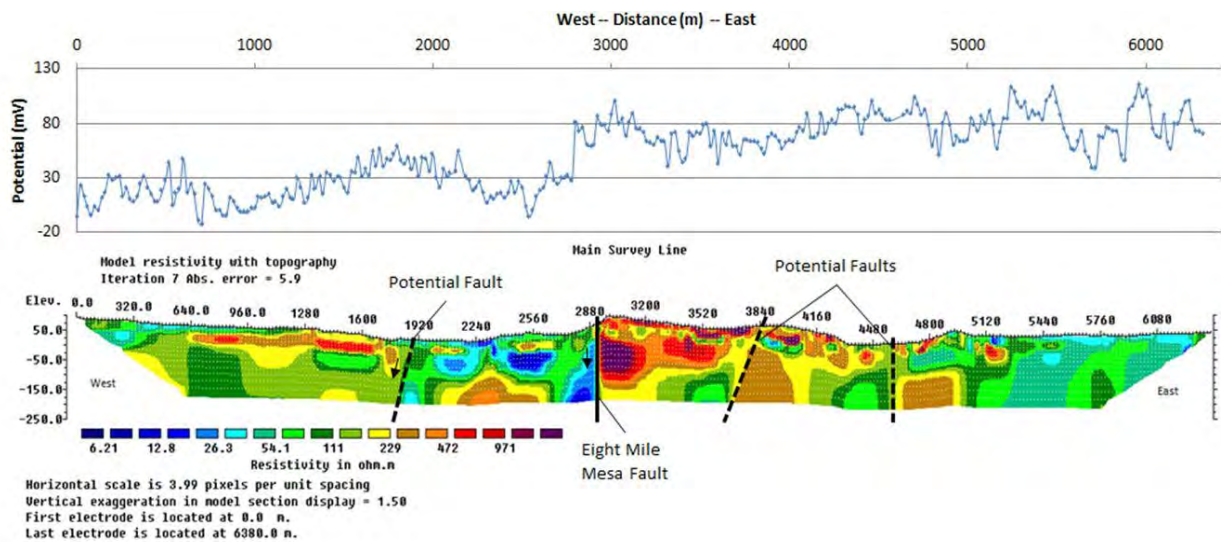 West -- Distance (m) -- East
0 1000 2000 3000 4000 5000 6000
Potential (mV)
130
80
30
-20
Main Survey Line
Model resistivity with topography
Iteration 7 Abs. error = 5.9
Potential Fault
Potential Faults
Elev. 0.0 320.0 640.0 960.0 1280 1600 1920 2240 2560 2880 3200 3520 3840 4160 4480 4800 5120 5440 5760 6080
50.0
-50.0
-150.0
-250.0
West
East
6.21 12.8 26.3 54.1 111 229 472 971
Resistivity in ohm.m
Eight Mile
Mesa Fault
Horizontal scale is 3.99 pixels per unit spacing
Vertical exaggeration in model section display = 1.50
First electrode is located at 0.0 m.
Last electrode is located at 6380.0 m.